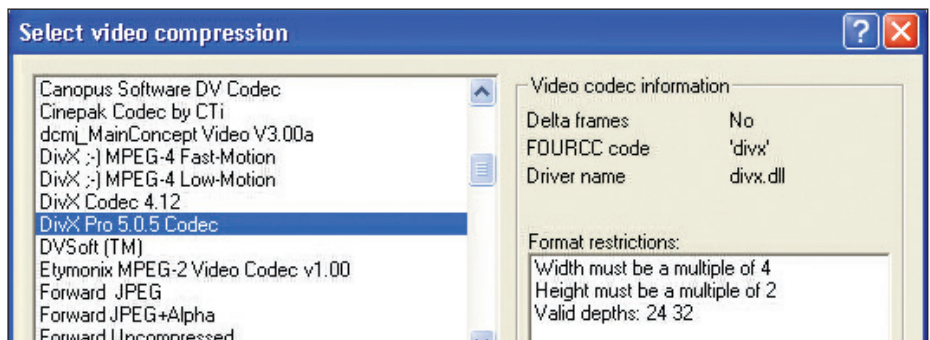 Select video compression
Canopus Software DV Codec
Cinepak Codec by CTi
dcmj_MainConcept Video V3.00a
DivX ;-) MPEG-4 Fast-Motion
DivX ;-) MPEG-4 Low-Motion
DivX Codec 4.12
DivX Pro 5.0.5 Codec
DVSoft (TM)
Etymonix MPEG-2 Video Codec v1.00
Forward JPEG
Forward JPEG+Alpha
Forward Uncompressed
Video codec information
Delta frames No
FOURCC code 'divx'
Driver name divx.dll
Format restrictions:
Width must be a multiple of 4
Height must be a multiple of 2
Valid depths: 24 32